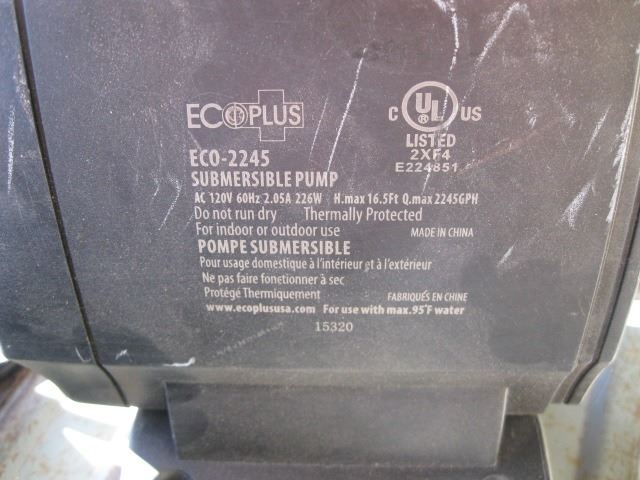 ECOPLUS
C UL US
®
LISTED
2XF4
E224851
ECO-2245
SUBMERSIBLE PUMP
AC 120V 60Hz 2.05A 226W H.max 16.5Ft Q.max 2245GPH
Do not run dry Thermally Protected
For indoor or outdoor use MADE IN CHINA
POMPE SUBMERSIBLE
Pour usage domestique à l'intérieur et à l'extérieur
Ne pas faire fonetionner à sec
Protégé Thermiquement FABRIQUÉS EN CHINE
www.ecoplususa.com For use with max.95°F water
15320